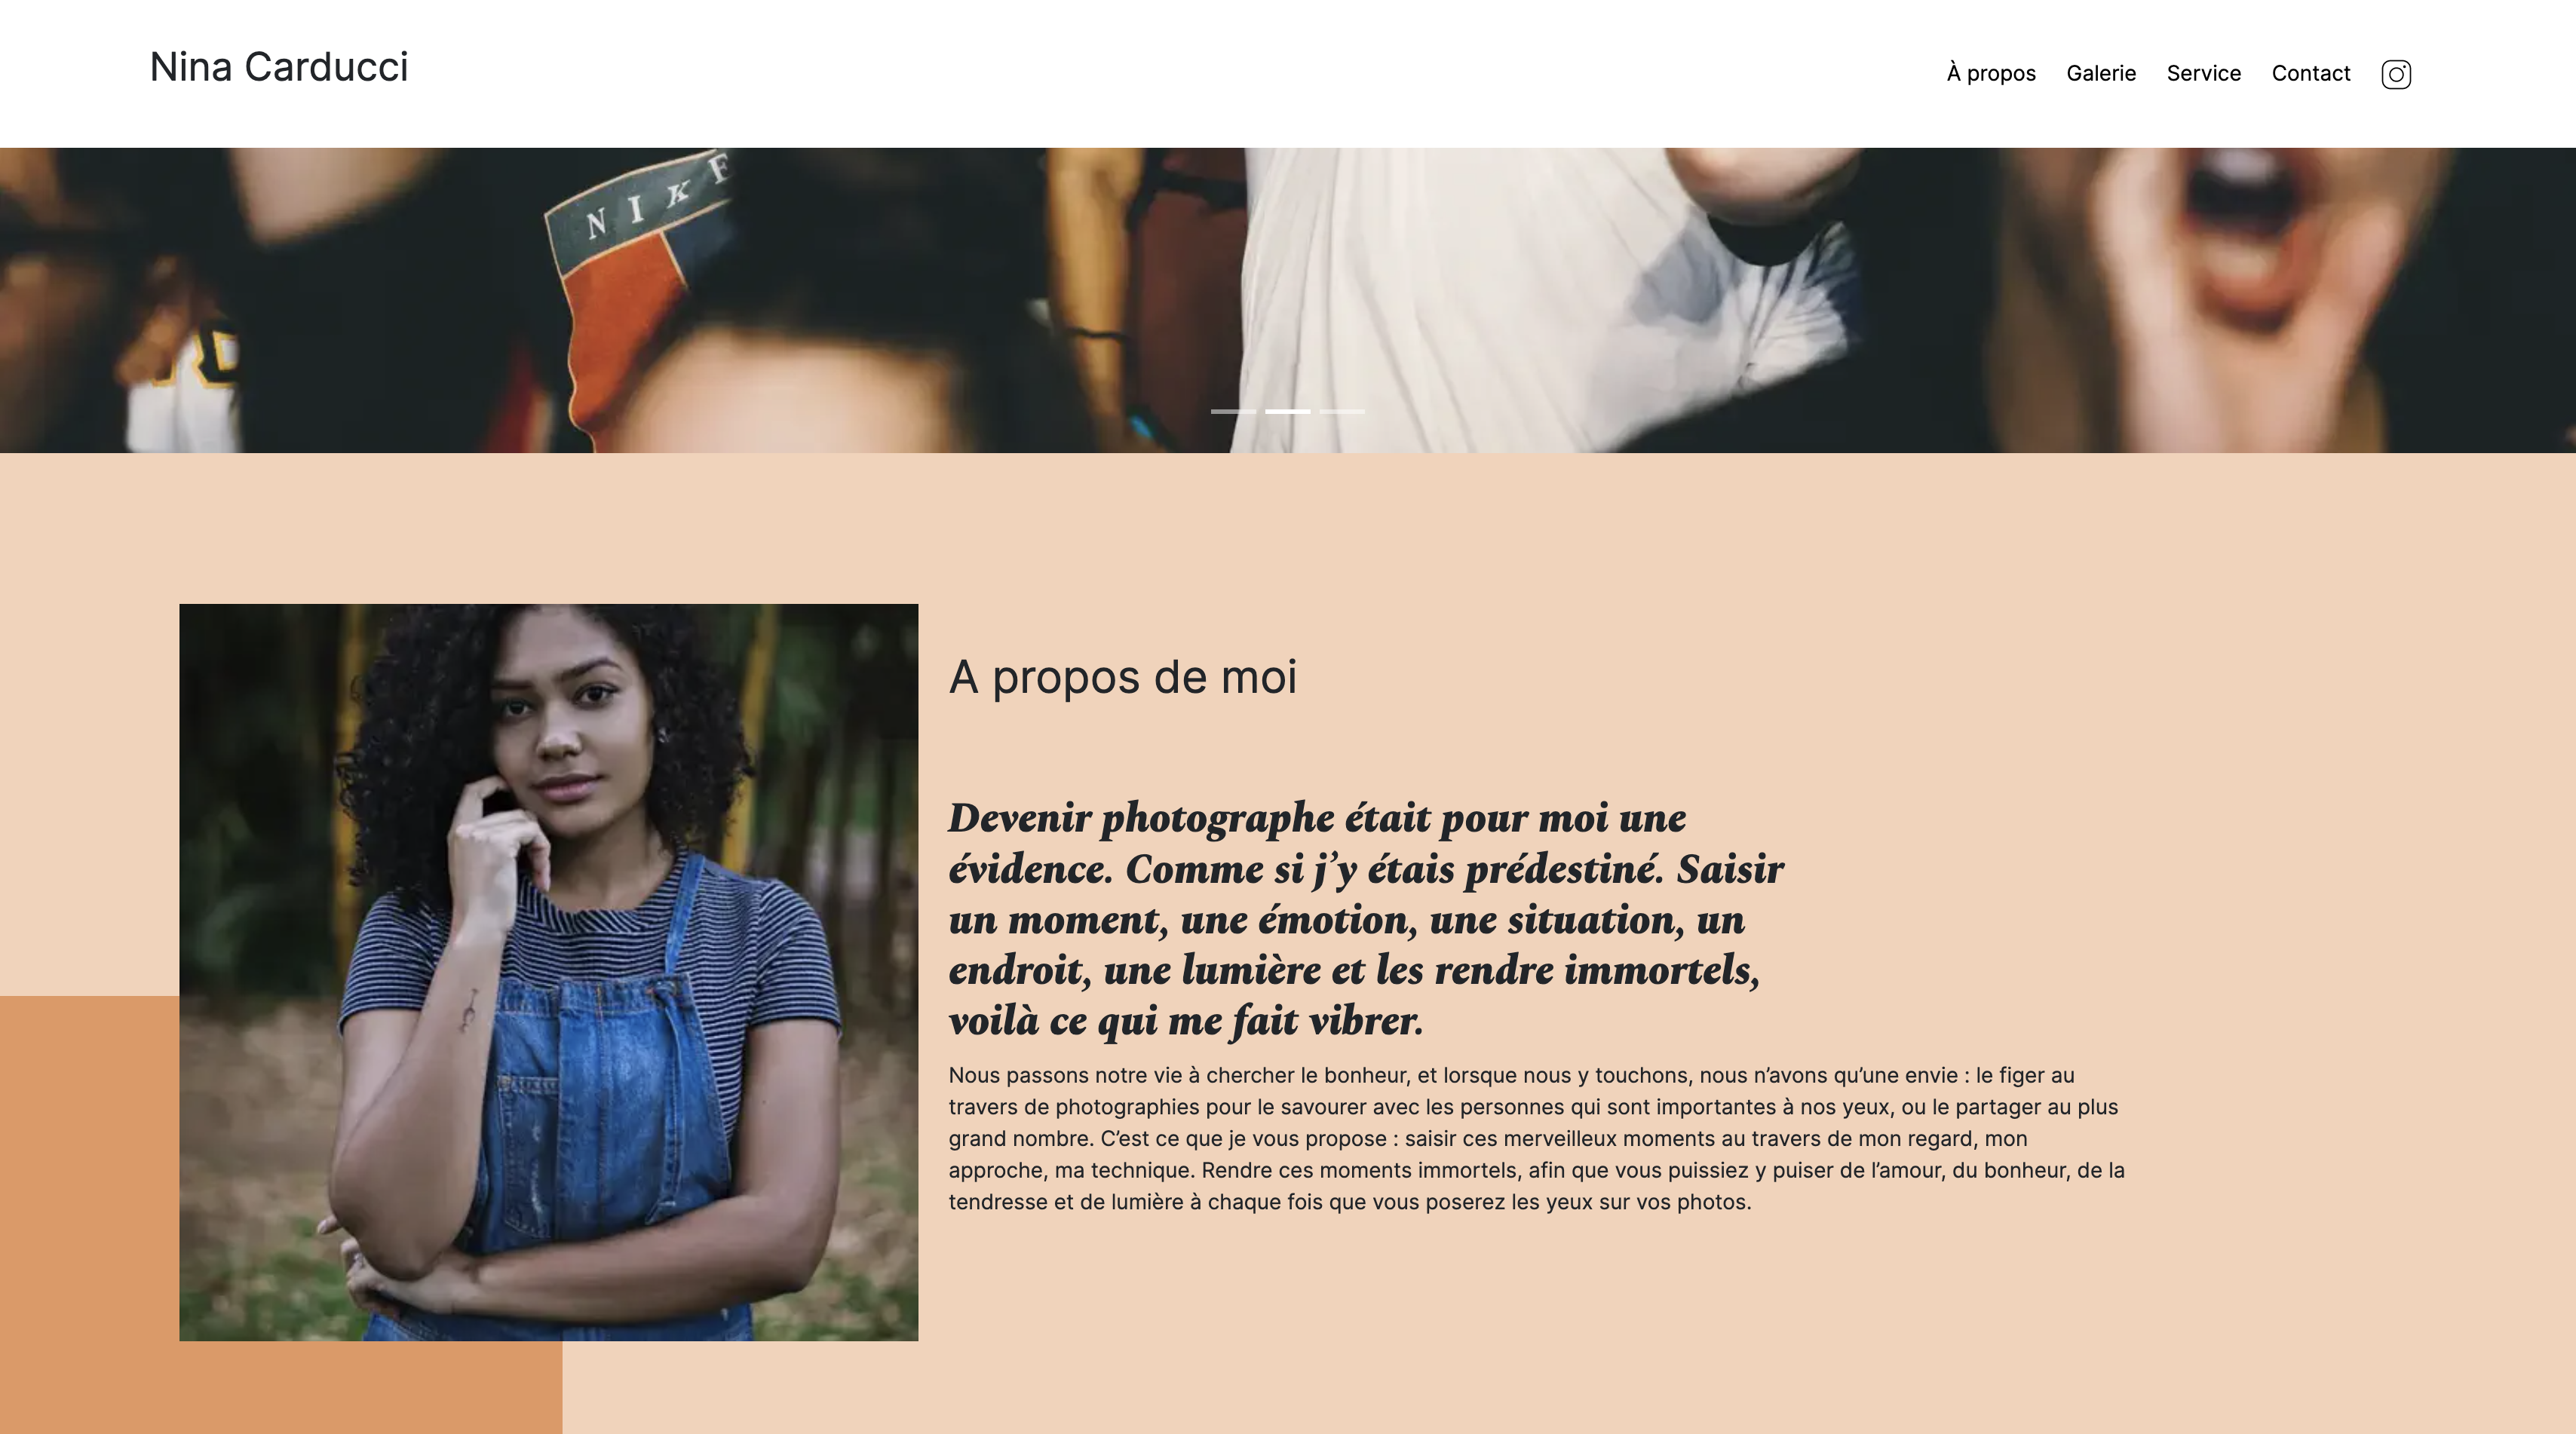 Nina Carducci
À propos Galerie Service Contact
NIKE
A propos de moi
Devenir photographe était pour moi une
évidence. Comme si j’y étais prédestiné. Saisir
un moment, une émotion, une situation, un
endroit, une lumière et les rendre immortels,
voilà ce qui me fait vibrer.
Nous passons notre vie à chercher le bonheur, et lorsque nous y touchons, nous n’avons qu’une envie : le figer au
travers de photographies pour le savourer avec les personnes qui sont importantes à nos yeux, ou le partager au plus
grand nombre. C’est ce que je vous propose : saisir ces merveilleux moments au travers de mon regard, mon
approche, ma technique. Rendre ces moments immortels, afin que vous puissiez y puiser de l’amour, du bonheur, de la
tendresse et de lumière à chaque fois que vous poserez les yeux sur vos photos.